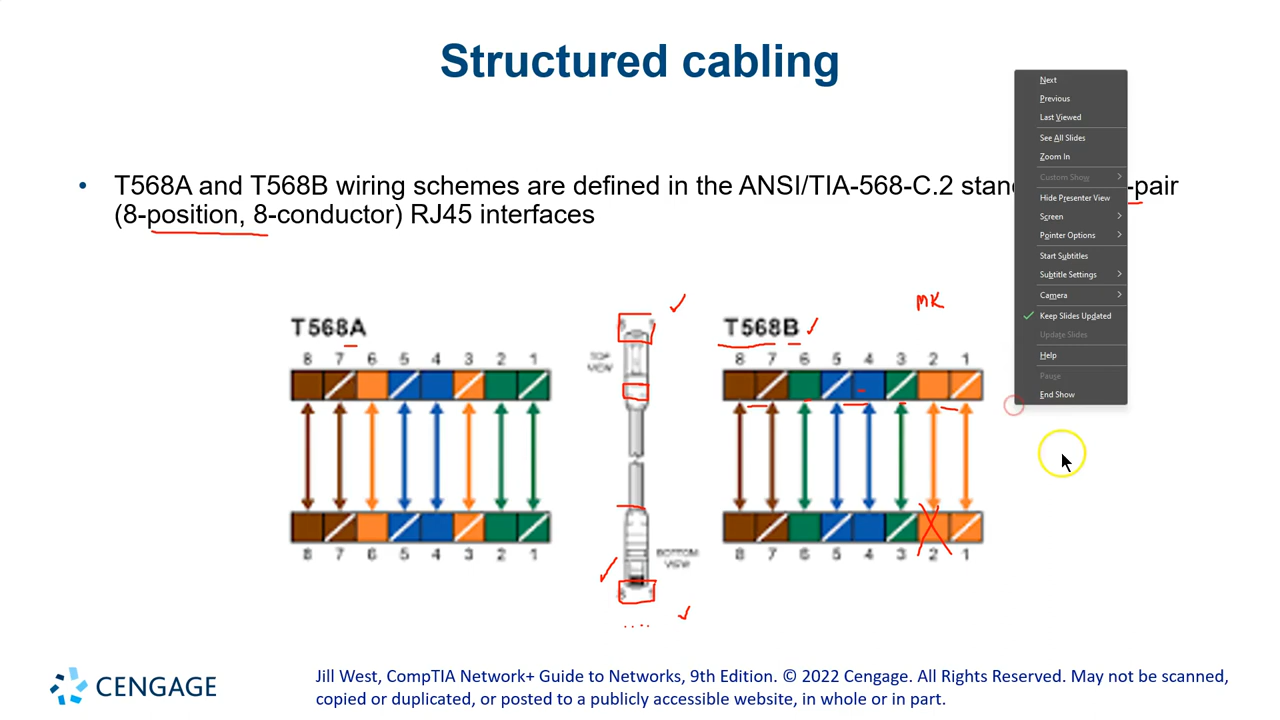 Structured cabling
• T568A and T568B wiring schemes are defined in the ANSI/TIA-568-C.2 stan -pair
(8-position, 8-conductor) RJ45 interfaces
Next
Previous
Last Viewed
See All Slides
Zoom In
Custom Show
Hide Presenter View
Screen
Pointer Options
Start Subtitles
Subtitle Settings
Camera
Keep Slides Updated
Update Slides
Help
Pause
End Show
MK
T568A
8 7 6 5 4 3 2 1
TOP
VIEW
T568B
8 7 6 5 4 3 2 1
8 7 6 5 4 3 2 1
BOTTOM
VIEW
8 7 6 5 4 3 2 1
CENGAGE
Jill West, CompTIA Network+ Guide to Networks, 9th Edition. © 2022 Cengage. All Rights Reserved. May not be scanned,
copied or duplicated, or posted to a publicly accessible website, in whole or in part.